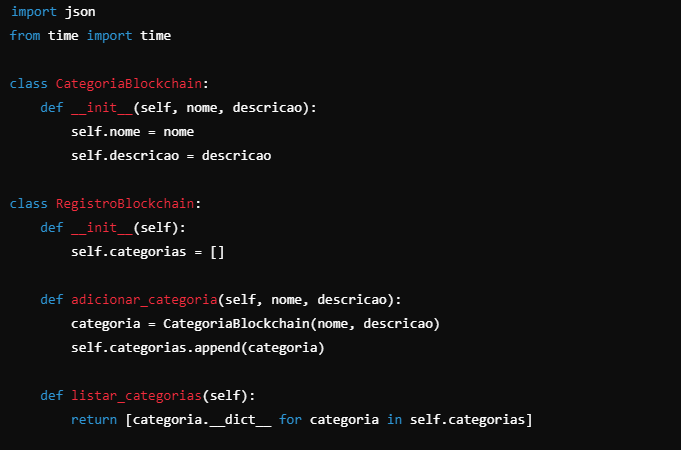 import json
from time import time

class CategoriaBlockchain:
    def __init__(self, nome, descricao):
        self.nome = nome
        self.descricao = descricao

class RegistroBlockchain:
    def __init__(self):
        self.categorias = []

    def adicionar_categoria(self, nome, descricao):
        categoria = CategoriaBlockchain(nome, descricao)
        self.categorias.append(categoria)

    def listar_categorias(self):
        return [categoria.__dict__ for categoria in self.categorias]